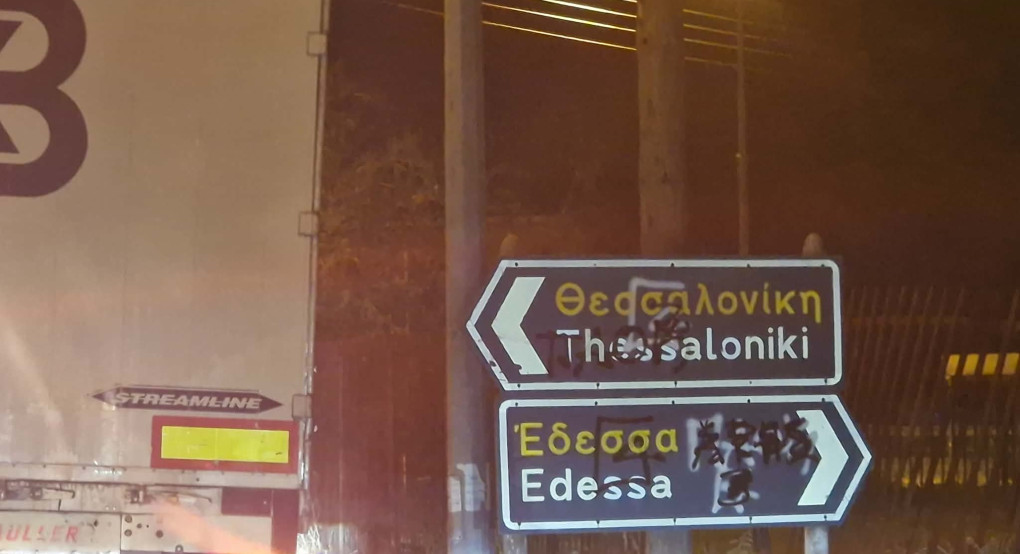 STREAMLINE
Θεσσαλονίκη
Thessaloniki
Έδεσσα
Edessa